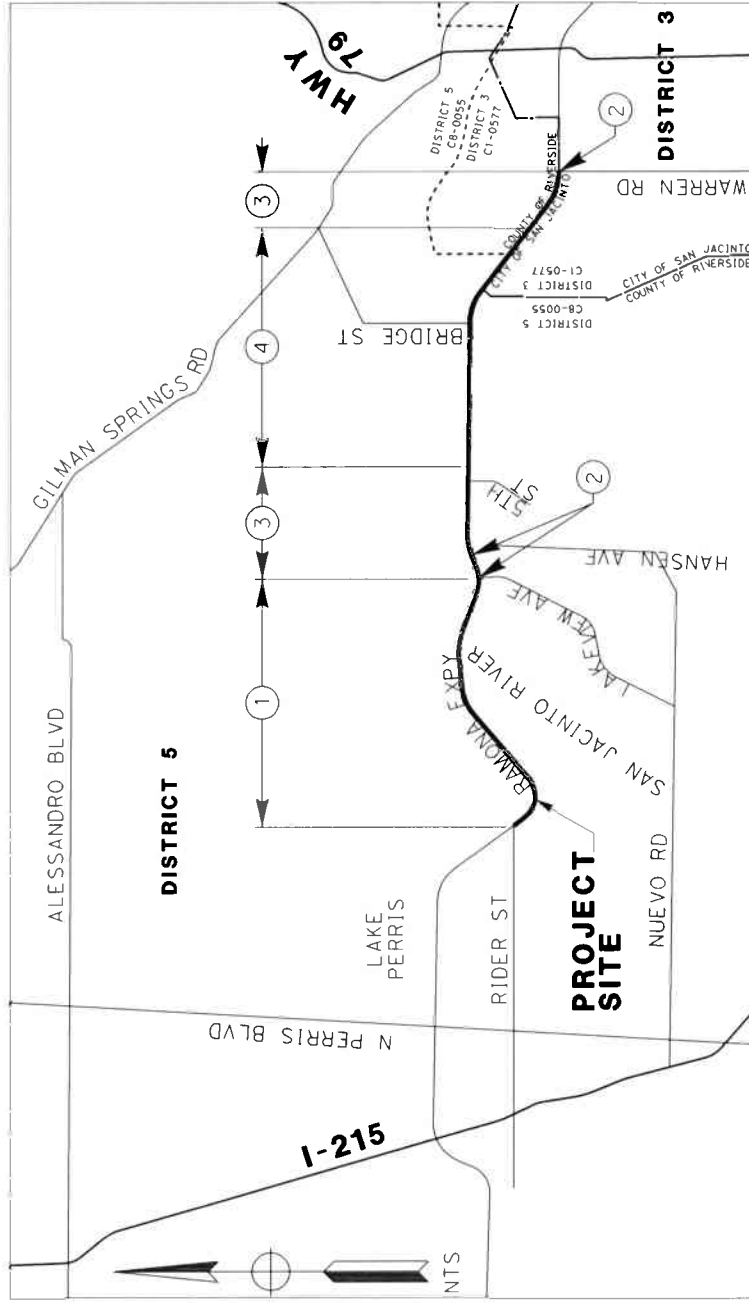 HWY
79
DISTRICT 3
DISTRICT 5
C8-0055
DISTRICT 3
C1-0577
2
WARREN RD
3
COUNTY OF RIVERSIDE
CITY OF SAN JACINTO
DISTRICT 3
C1-0577
DISTRICT 5
C8-0055
CITY OF SAN JACINTO
COUNTY OF RIVERSIDE
BRIDGE ST
4
GILMAN SPRINGS RD
3
5TH
ST
2
HANSEN AVE
LAKEVIEW AVE
SAN JACINTO RIVER
RAMONA EXPY
1
ALESSANDRO BLVD
DISTRICT 5
LAKE
PERRIS
RIDER ST
PROJECT
SITE
NUEVO RD
N PERRIS BLVD
I-215
NTS